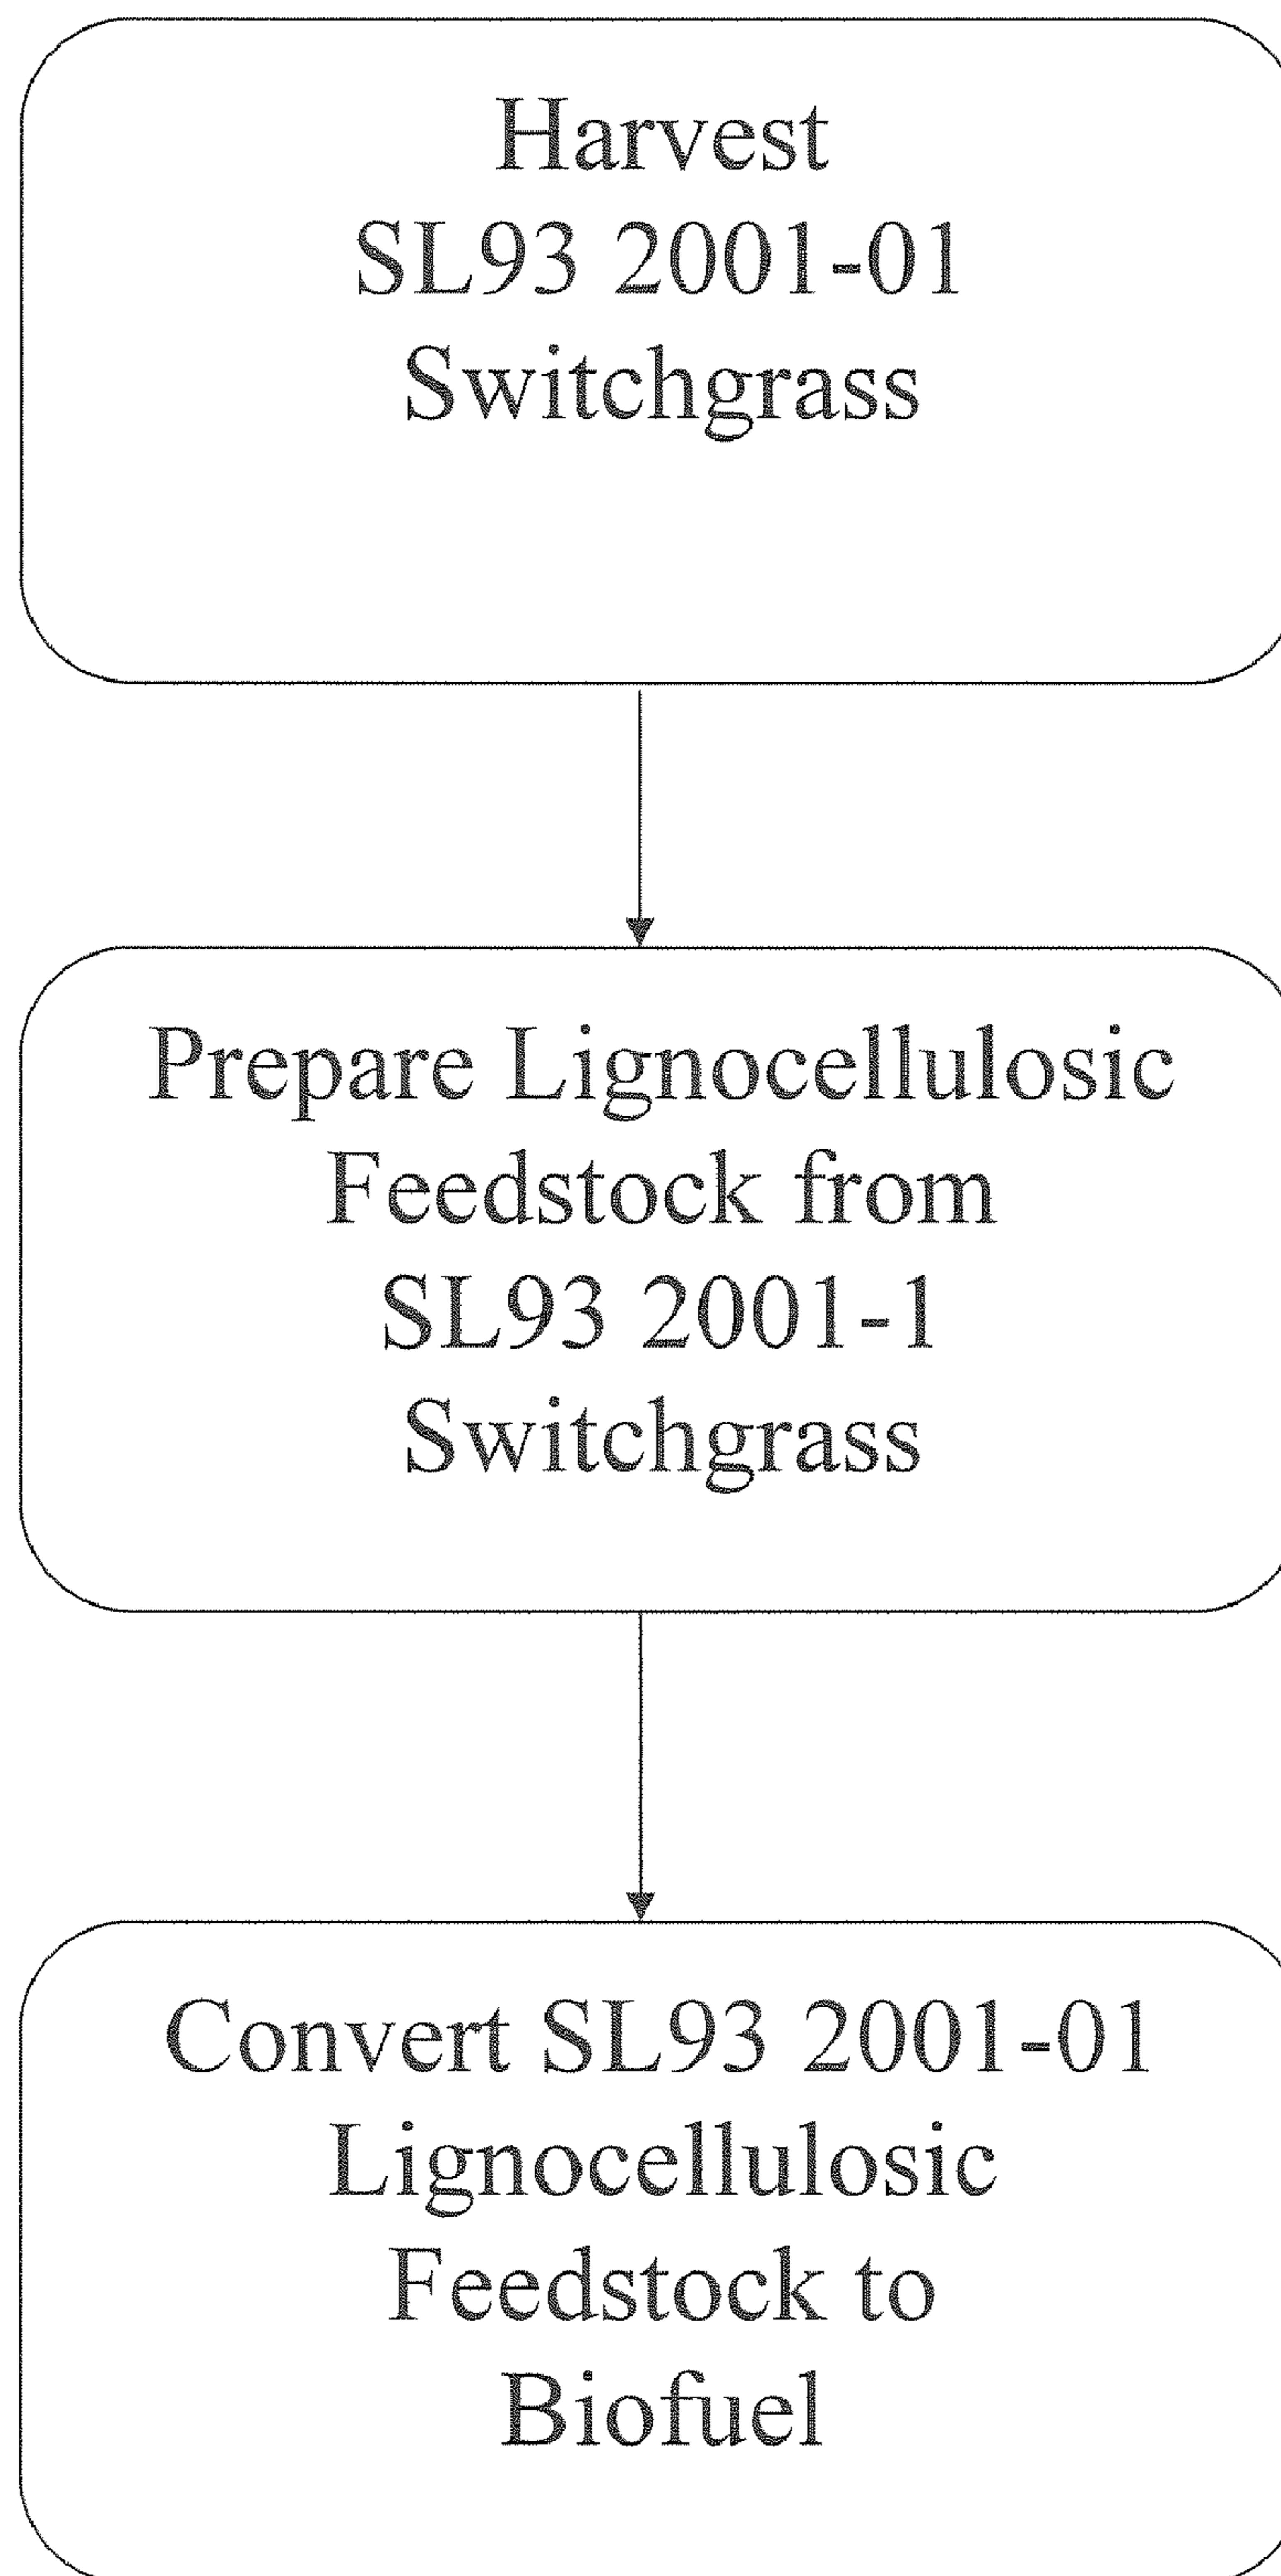 Harvest
SL93 2001-01
Switchgrass
Prepare Lignocellulosic
Feedstock from
SL93 2001-1
Switchgrass
Convert SL93 2001-01
Lignocellulosic
Feedstock to
Biofuel